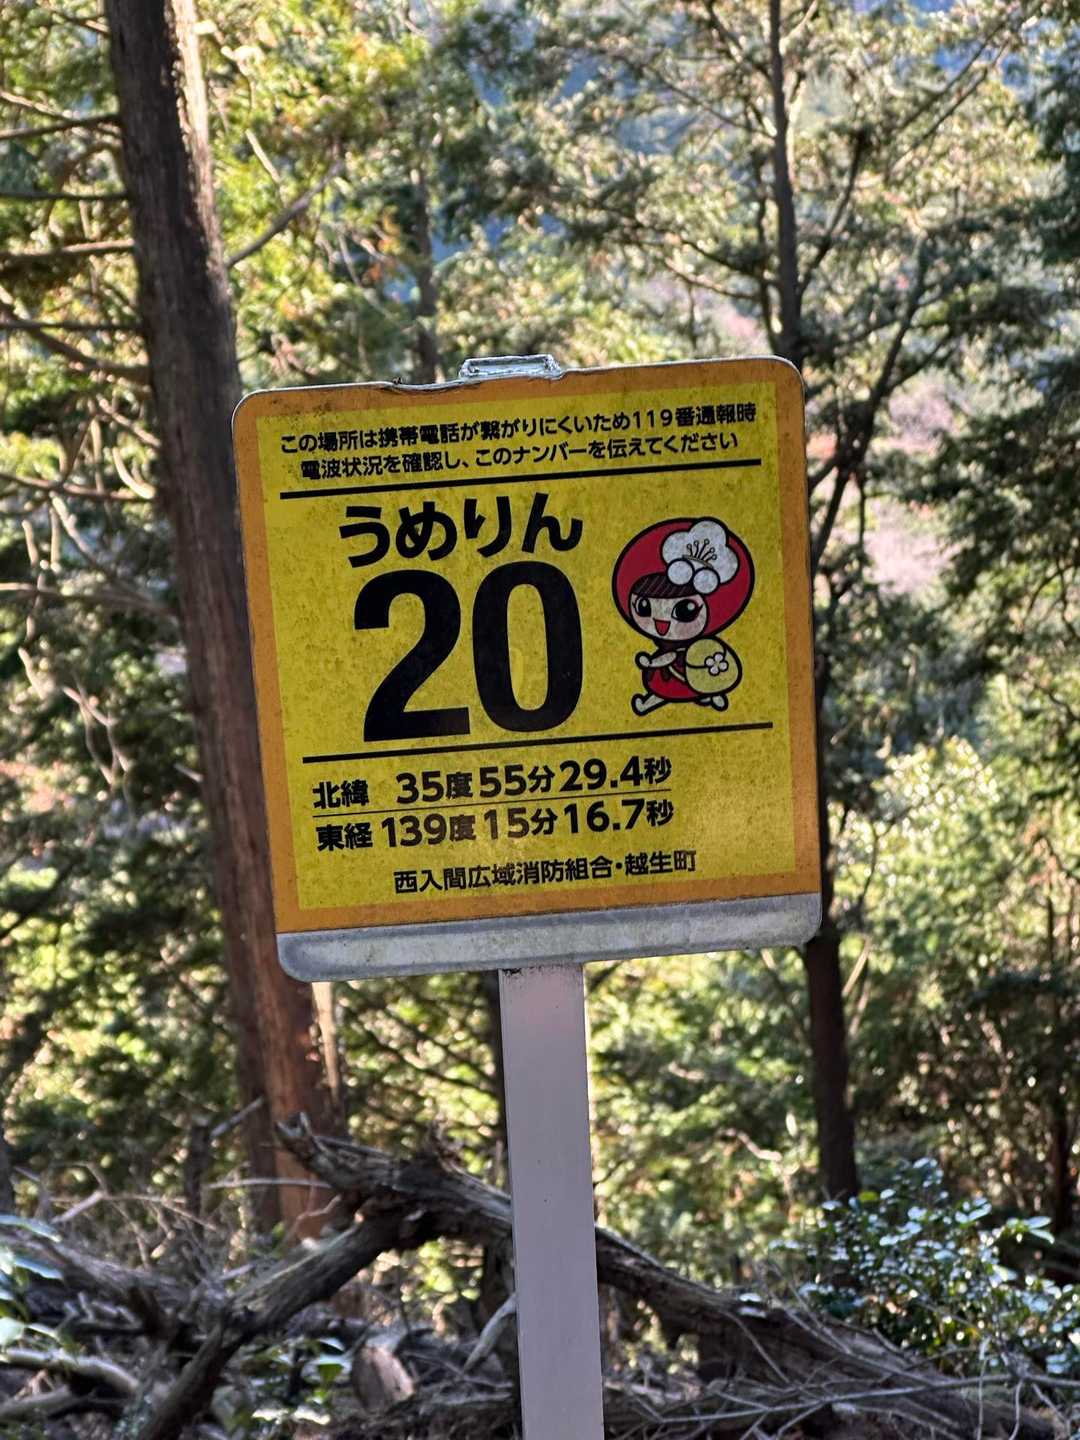 この場所は携帯電話が繋がりにくいため119番通報時
電波状況を確認し、このナンバーを伝えてください
うめりん
20
北緯 35度55分29.4秒
東経 139度15分16.7秒
西入間広域消防組合・越生町